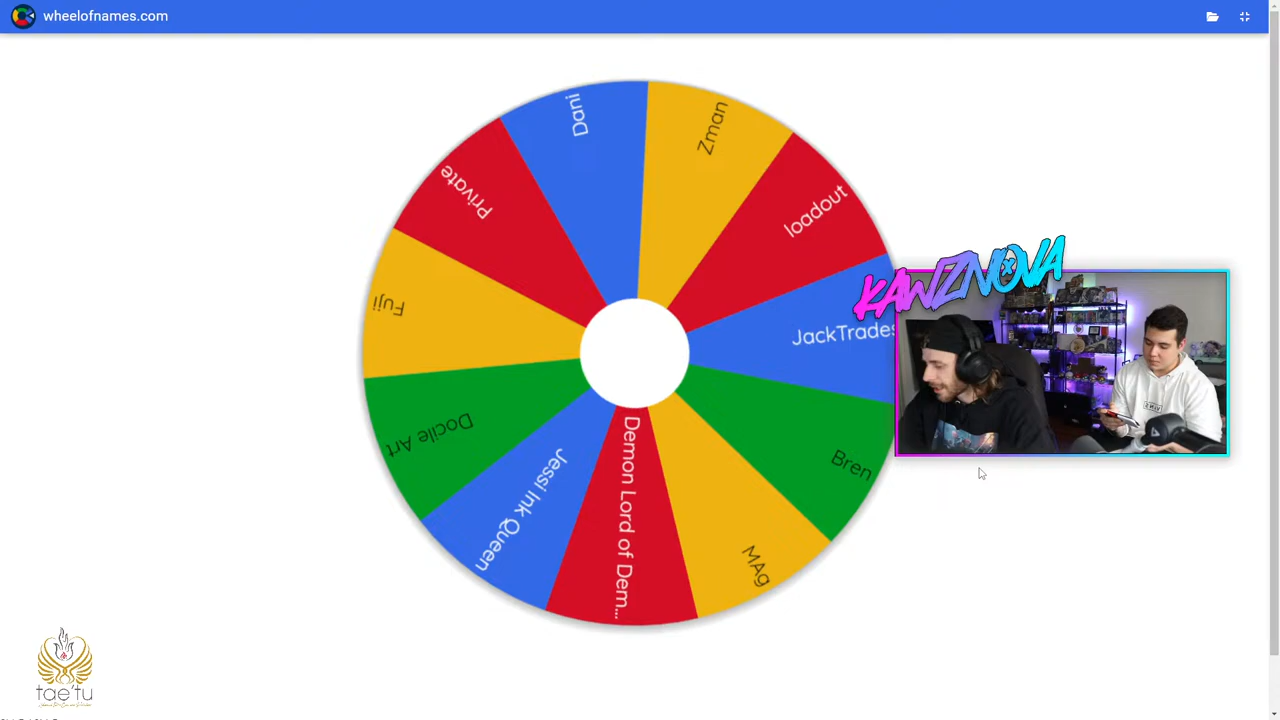 wheelofnames.com
Dan!
Zman
loadout
JackTrades
Bren
MAg
Demon Lord of Dem...
Jessi Ink Queen
Docile Art
Fuji
Private
KAWZNOVA
tae'tu